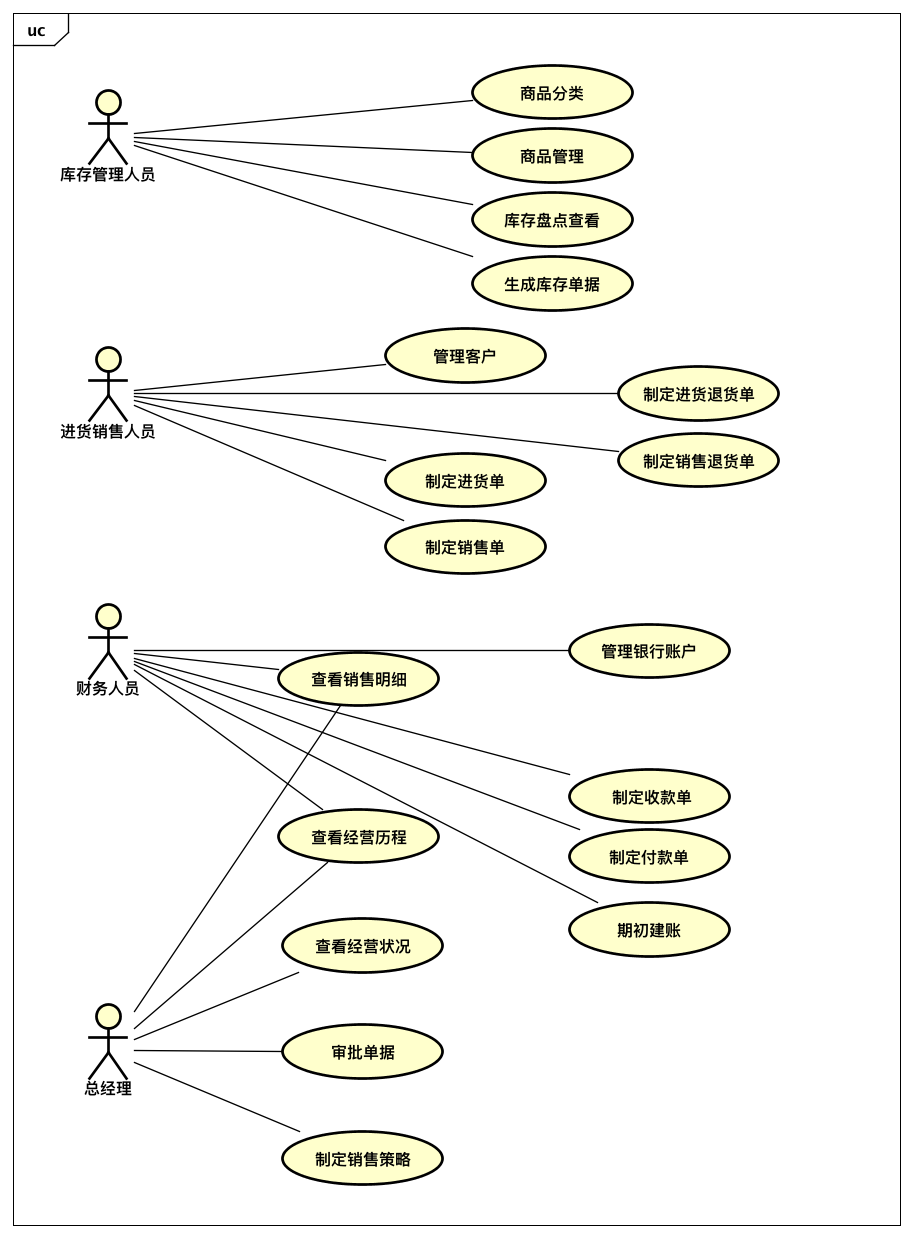 uc
商品分类
商品管理
库存管理人员
库存盘点查看
生成库存单据
管理客户
制定进货退货单
进货销售人员
制定销售退货单
制定进货单
制定销售单
管理银行账户
查看销售明细
财务人员
制定收款单
查看经营历程
制定付款单
期初建账
查看经营状况
审批单据
总经理
制定销售策略